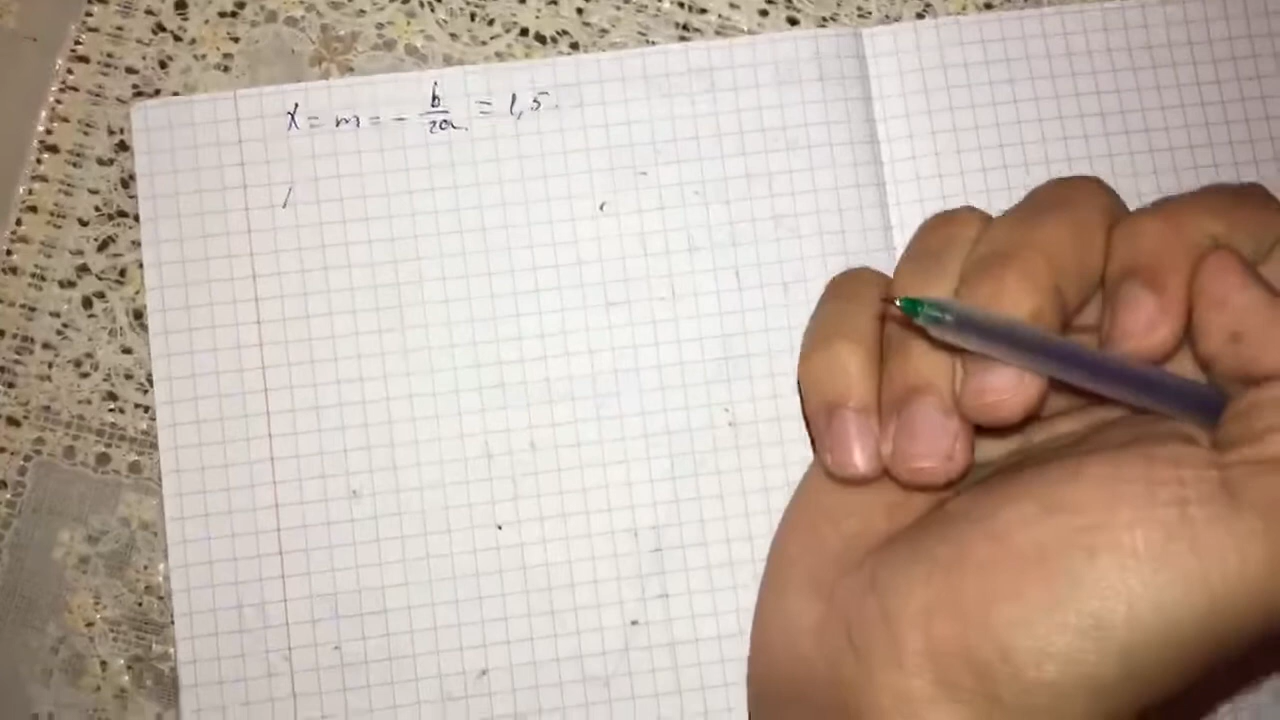 x = m = - b/2a = 1,5.